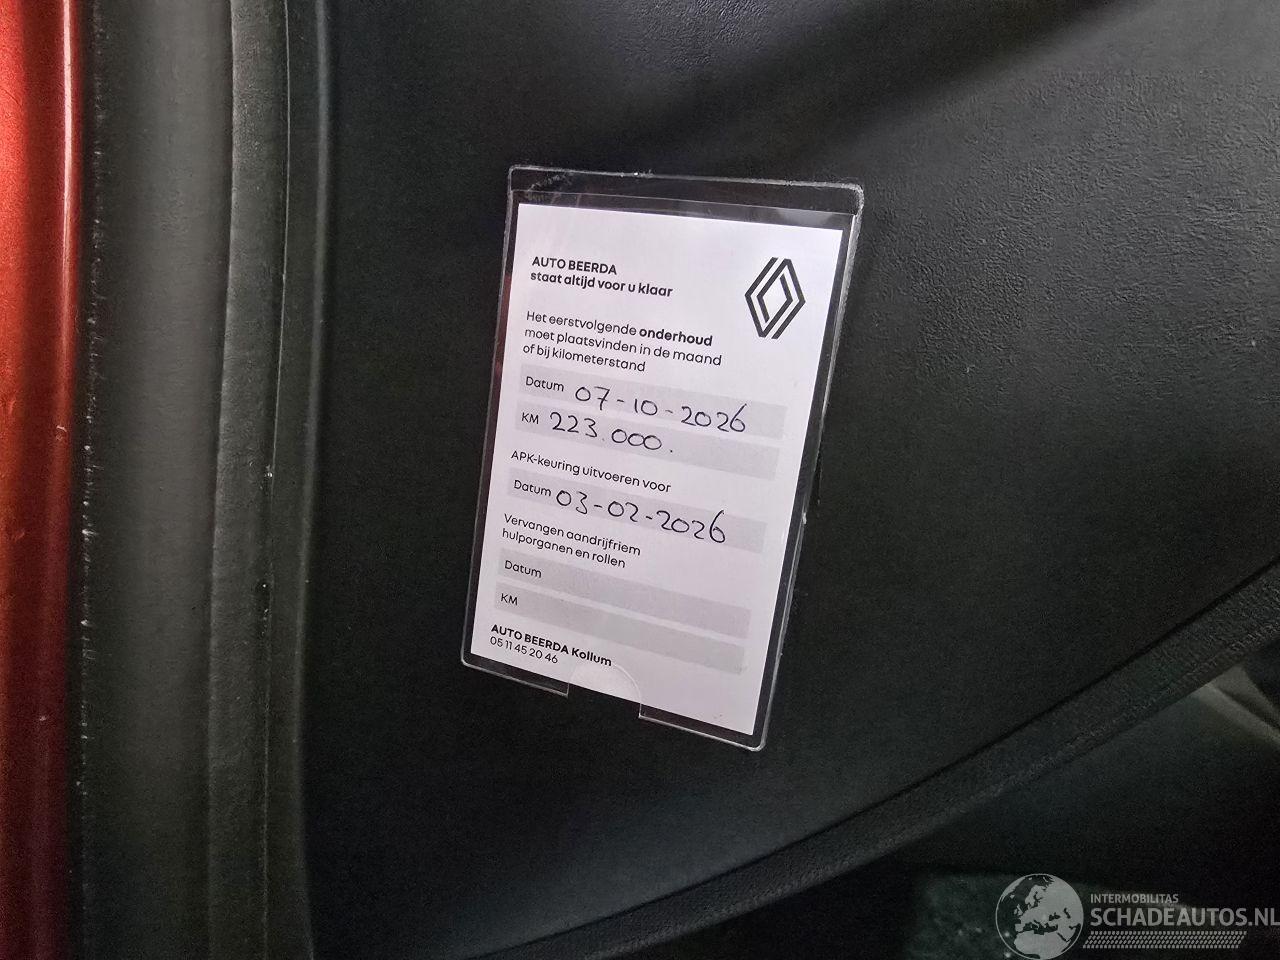 AUTO BEERDA
staat altijd voor u klaar
Het eerstvolgende onderhoud
moet plaatsvinden in de maand
of bij kilometerstand
Datum 07-10-2026
KM 223.000.
APK-keuring uitvoeren voor
Datum 03-02-2026
Vervangen aandrijfriem
hulporganen en rollen
Datum
KM
AUTO BEERDA Kollum
05 11 45 20 46
INTERMOBILITAS
SCHADEAUTOS.NL